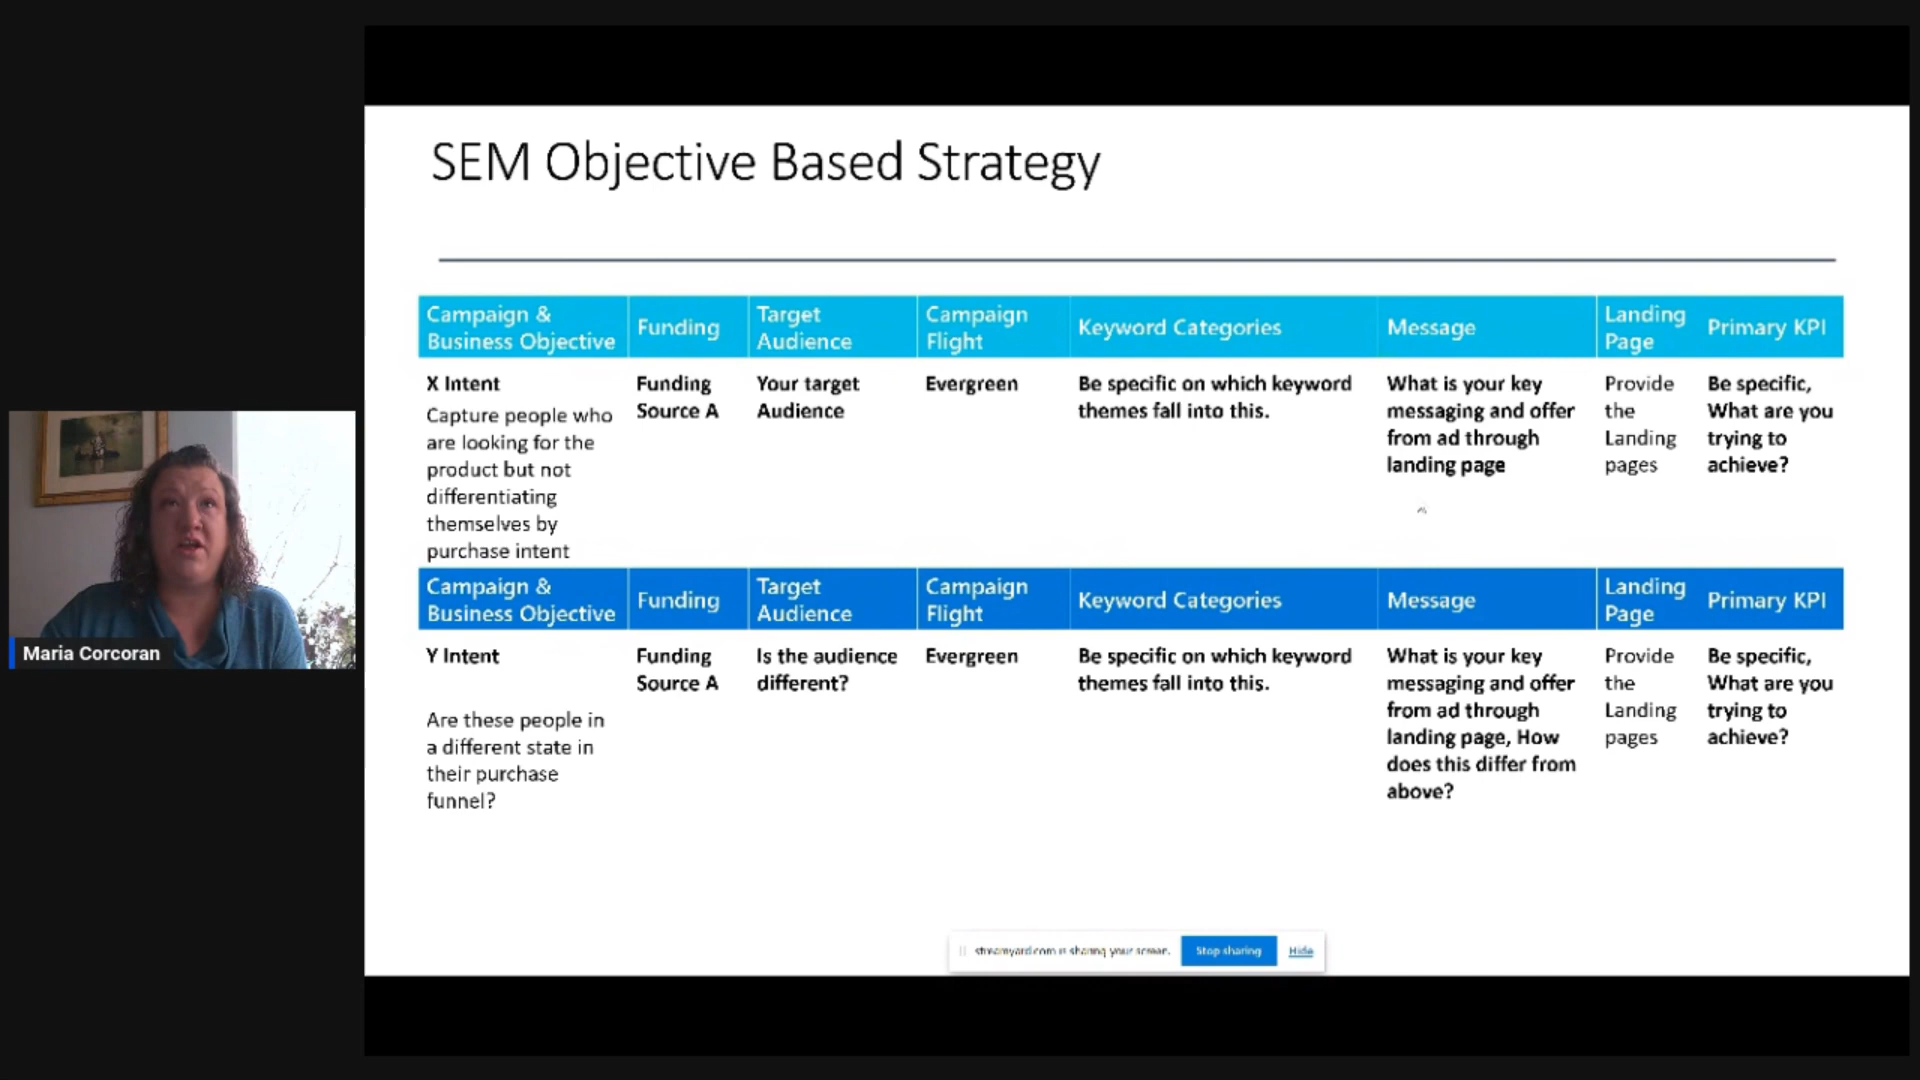 SEM Objective Based Strategy
Campaign &
Business Objective
Funding
Target
Audience
Campaign
Flight
Keyword Categories
Message
Landing
Page
Primary KPI
X Intent
Capture people who
are looking for the
product but not
differentiating
themselves by
purchase intent
Funding
Source A
Your target
Audience
Evergreen
Be specific on which keyword
themes fall into this.
What is your key
messaging and offer
from ad through
landing page
Provide
the
Landing
pages
Be specific,
What are you
trying to
achieve?
Campaign &
Business Objective
Funding
Target
Audience
Campaign
Flight
Keyword Categories
Message
Landing
Page
Primary KPI
Y Intent
Are these people in
a different state in
their purchase
funnel?
Funding
Source A
Is the audience
different?
Evergreen
Be specific on which keyword
themes fall into this.
What is your key
messaging and offer
from ad through
landing page, How
does this differ from
above?
Provide
the
Landing
pages
Be specific,
What are you
trying to
achieve?
Maria Corcoran
streamyard.com is sharing your screen.
Stop sharing
Hide